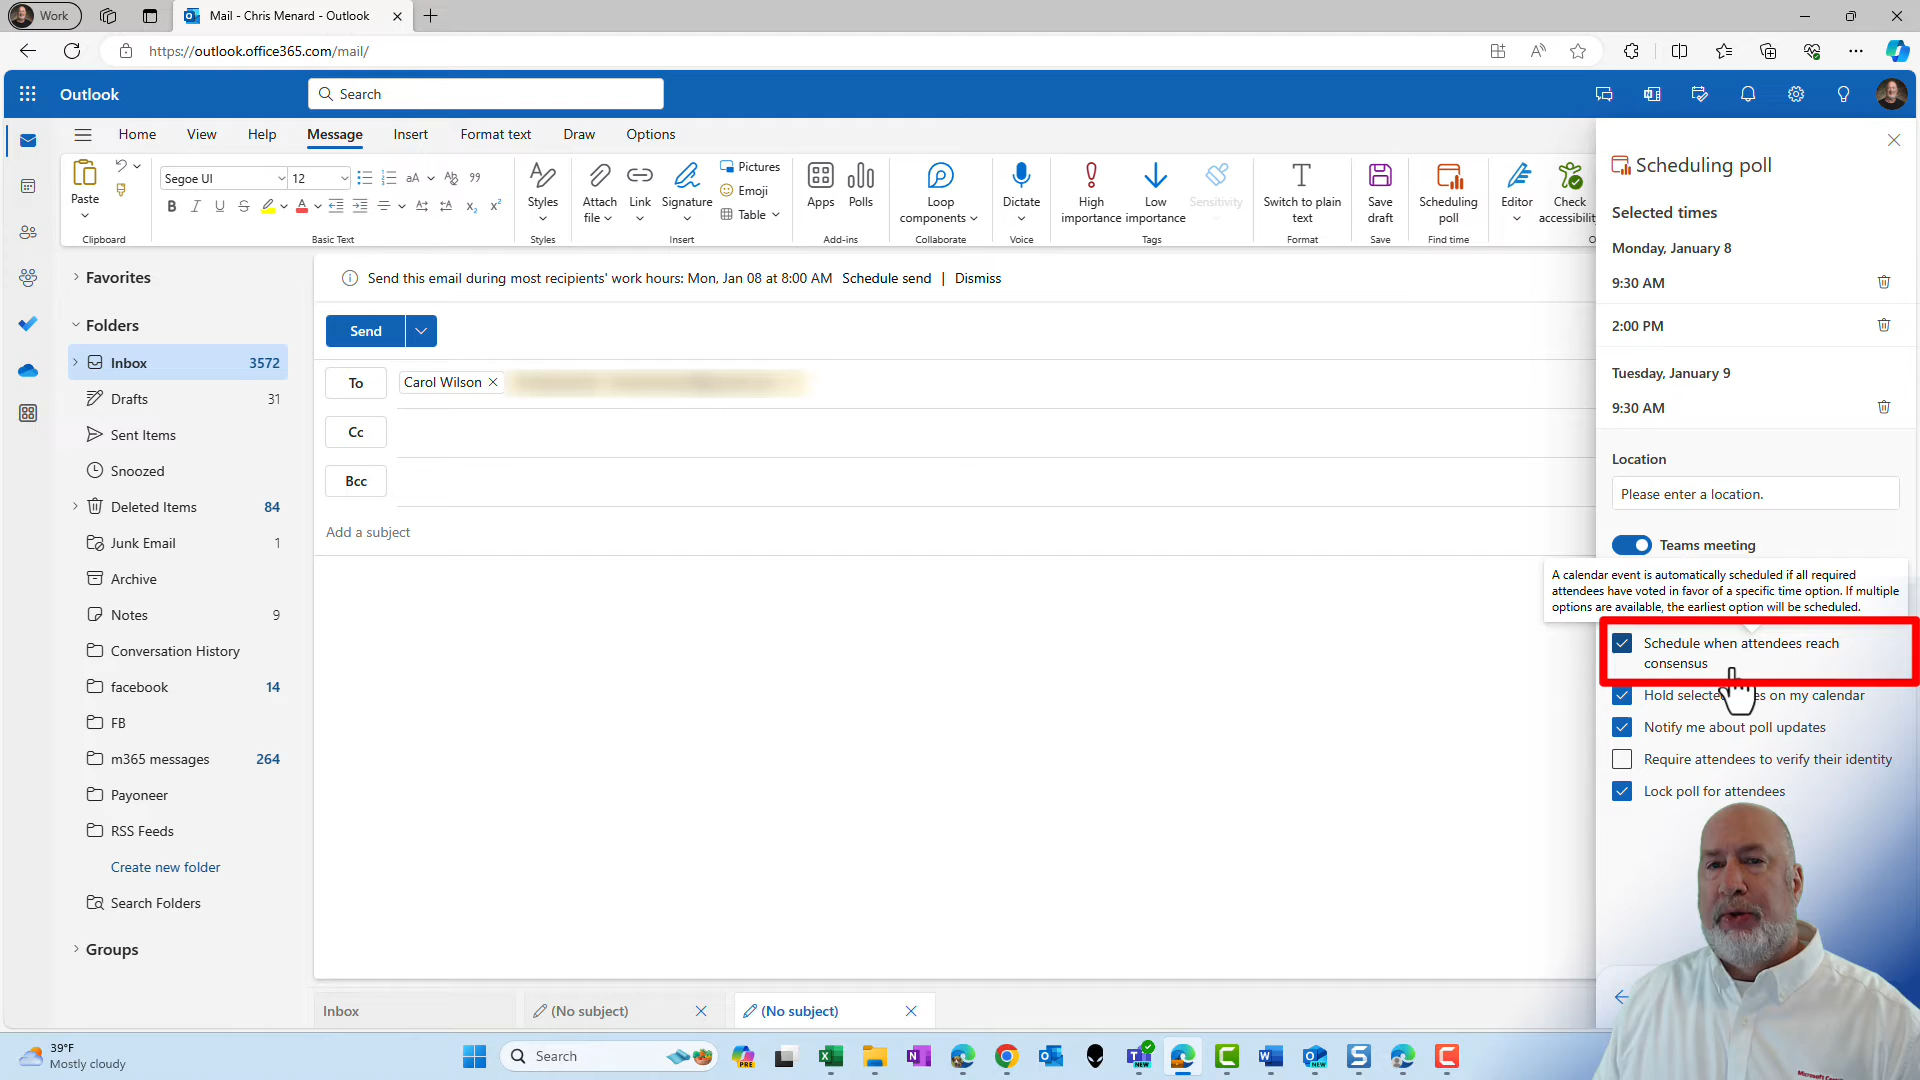 Work
Mail - Chris Menard - Outlook
https://outlook.office365.com/mail/
Outlook
Search
Home View Help Message Insert Format text Draw Options
Paste
Clipboard
Segoe UI 12
Basic Text
Styles
Styles
Attach file
Link
Signature
Pictures
Emoji
Table
Insert
Apps
Polls
Add-ins
Loop components
Collaborate
Dictate
Voice
High importance
Low importance
Sensitivity
Tags
Switch to plain text
Format
Save draft
Save
Scheduling poll
Find time
Editor
Check
Favorites
Folders
Inbox 3572
Drafts 31
Sent Items
Snoozed
Deleted Items 84
Junk Email 1
Archive
Notes 9
Conversation History
facebook 14
FB
m365 messages 264
Payoneer
RSS Feeds
Create new folder
Search Folders
Groups
Send this email during most recipients' work hours: Mon, Jan 08 at 8:00 AM Schedule send | Dismiss
Send
To Carol Wilson
Cc
Bcc
Add a subject
Inbox
(No subject)
(No subject)
Scheduling poll
Selected times
Monday, January 8
9:30 AM
2:00 PM
Tuesday, January 9
9:30 AM
Location
Please enter a location.
Teams meeting
A calendar event is automatically scheduled if all required
attendees have voted in favor of a specific time option. If multiple
options are available, the earliest option will be scheduled.
Schedule when attendees reach
consensus
Hold on my calendar
Notify me about poll updates
Require attendees to verify their identity
Lock poll for attendees
39°F
Mostly cloudy
Search
PRE
NEW
NEW
Microsoft